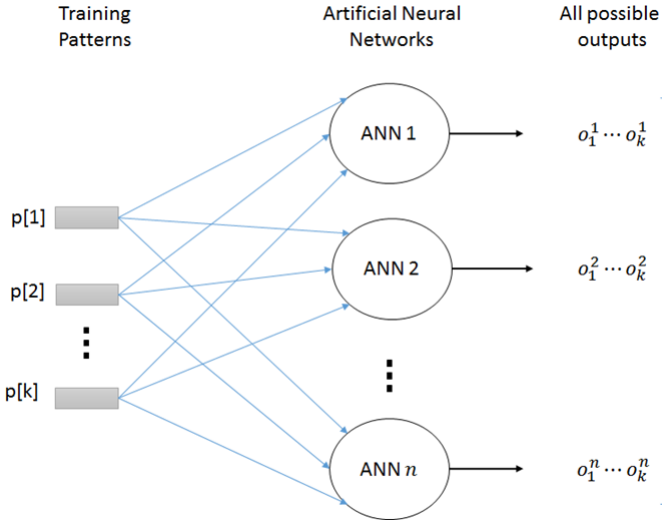 Training
Patterns
Artificial Neural
Networks
All possible
outputs
p[1]
p[2]
⋮
p[k]
ANN 1
ANN 2
⋮
ANN n
o₁¹ ⋯ oₖ¹
o₁² ⋯ oₖ²
o₁ⁿ ⋯ oₖⁿ